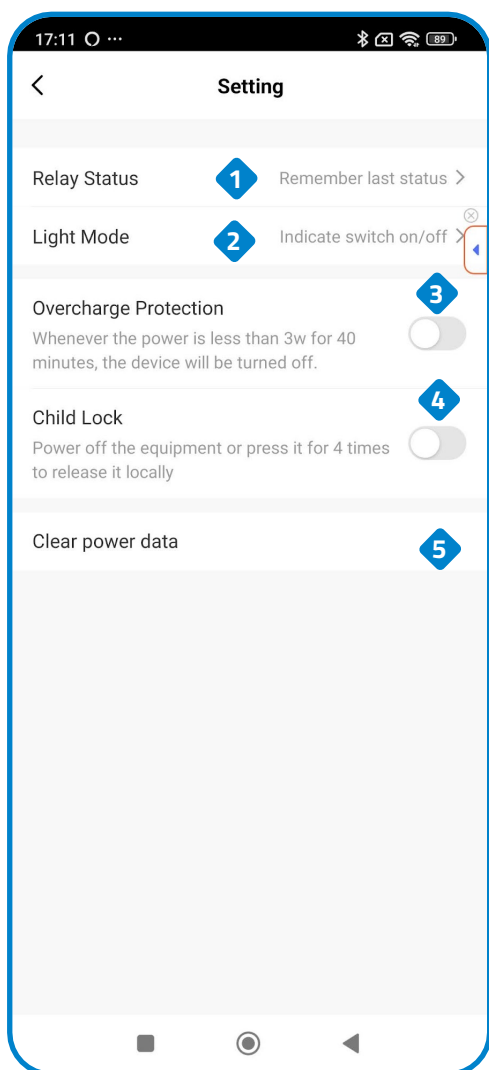 17:11 ...
89
Setting
Relay Status 1 Remember last status
Light Mode 2 Indicate switch on/off
3
Overcharge Protection
Whenever the power is less than 3w for 40
minutes, the device will be turned off.
4
Child Lock
Power off the equipment or press it for 4 times
to release it locally
Clear power data 5